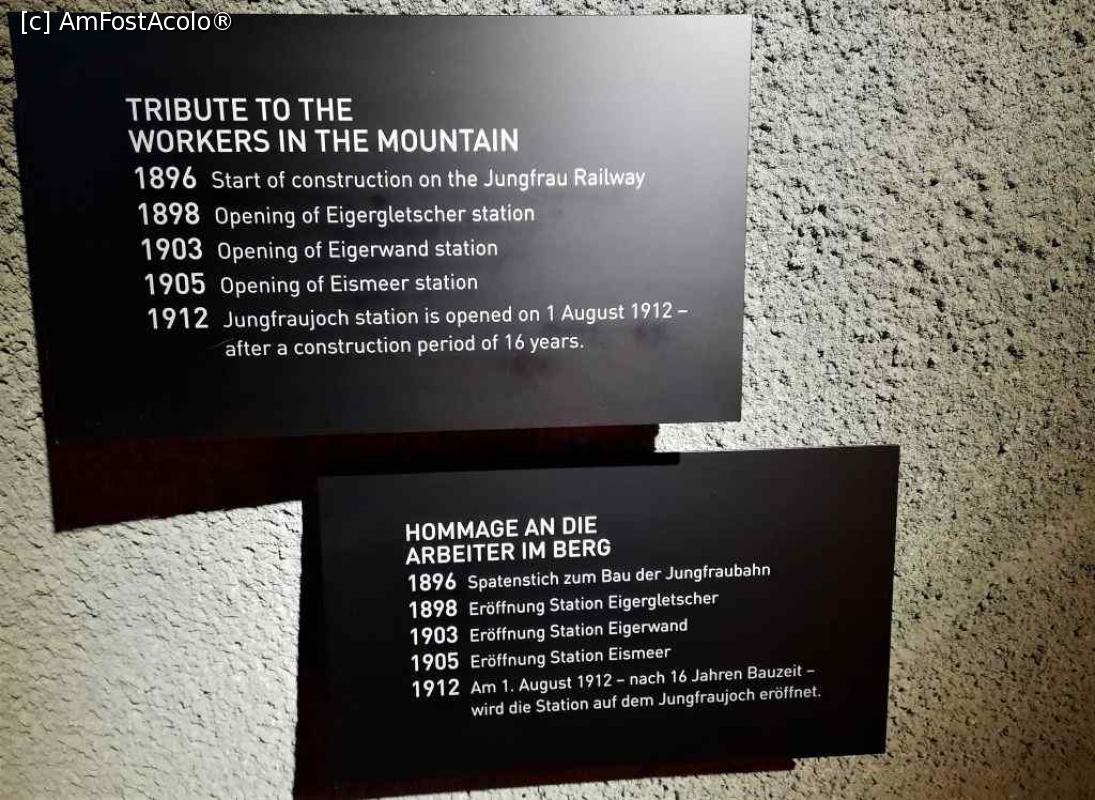 [c] AmFostAcolo®
TRIBUTE TO THE
WORKERS IN THE MOUNTAIN
1896 Start of construction on the Jungfrau Railway
1898 Opening of Eigergletscher station
1903 Opening of Eigerwand station
1905 Opening of Eismeer station
1912 Jungfraujoch station is opened on 1 August 1912 –
after a construction period of 16 years.
HOMMAGE AN DIE
ARBEITER IM BERG
1896 Spatenstich zum Bau der Jungfraubahn
1898 Eröffnung Station Eigergletscher
1903 Eröffnung Station Eigerwand
1905 Eröffnung Station Eismeer
1912 Am 1. August 1912 – nach 16 Jahren Bauzeit –
wird die Station auf dem Jungfraujoch eröffnet.